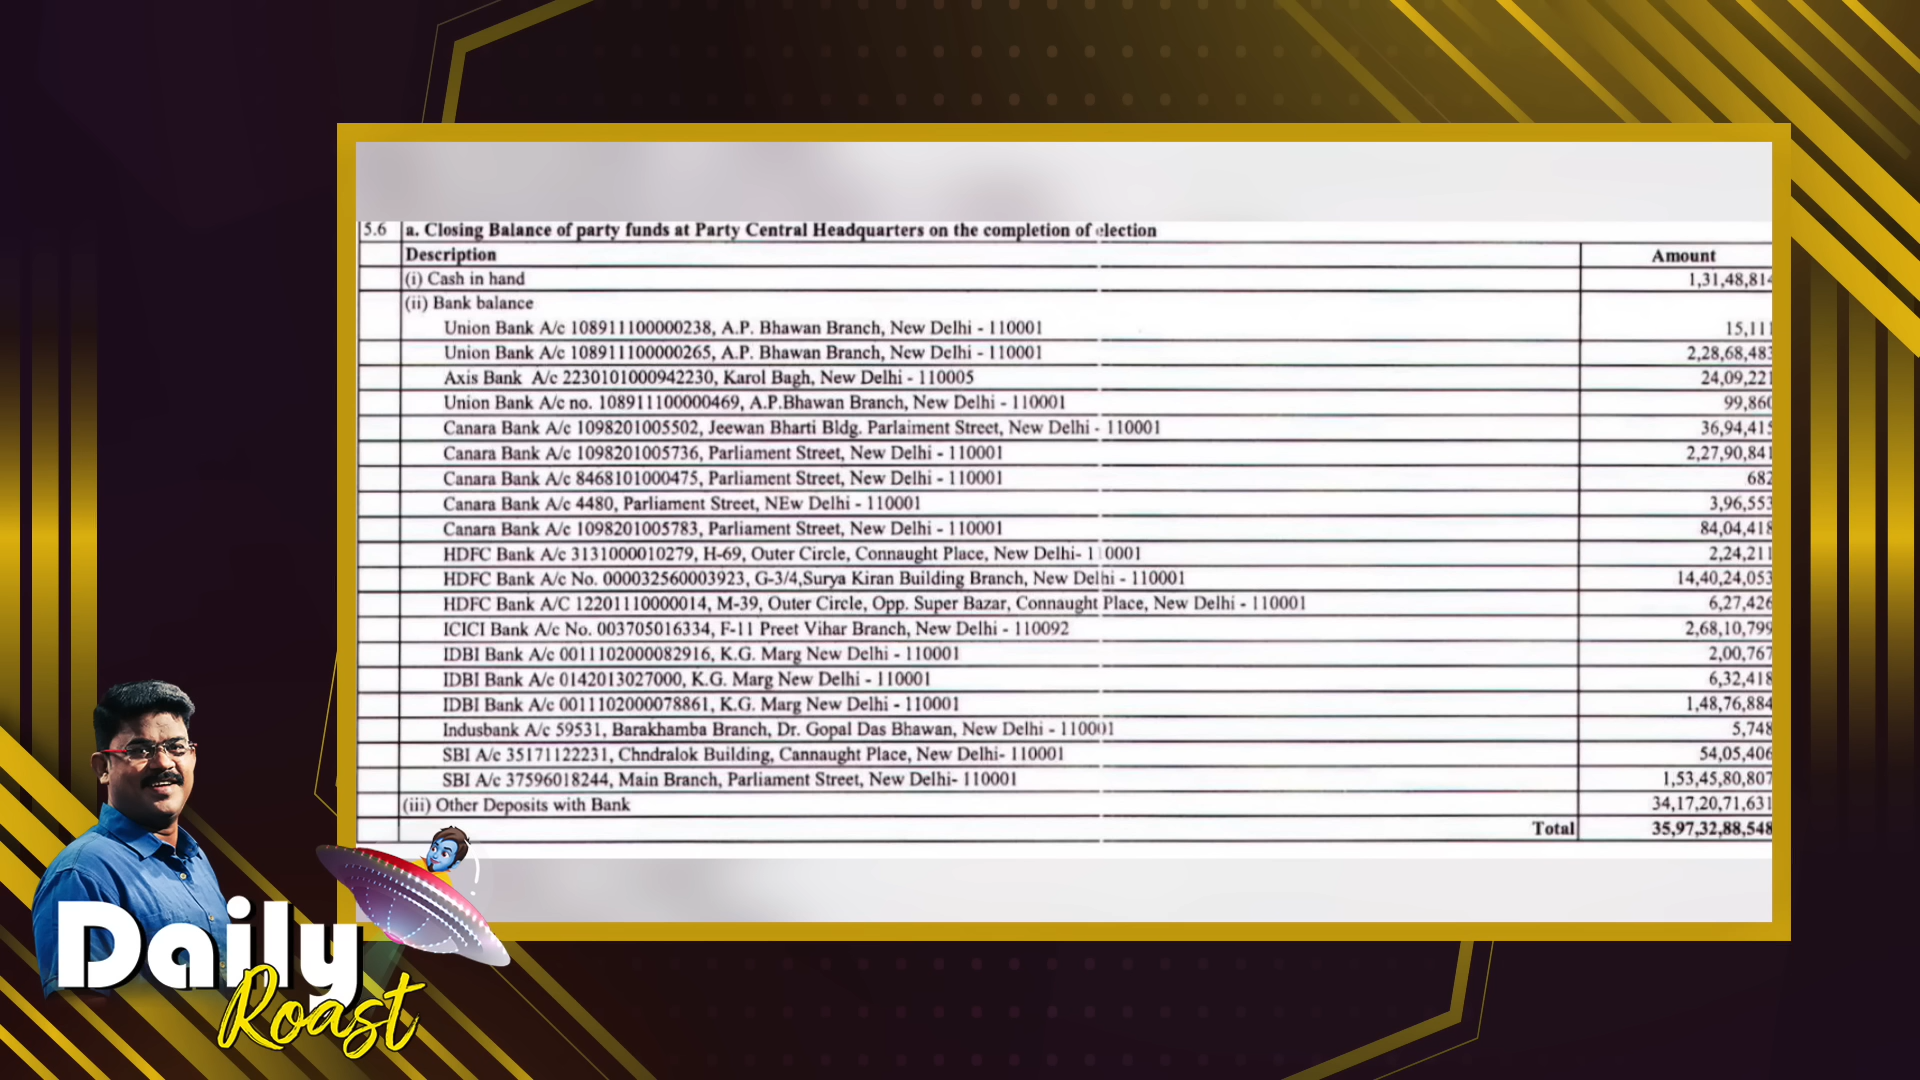 5.6 a. Closing Balance of party funds at Party Central Headquarters on the completion of election
Description Amount
(i) Cash in hand 1,31,48,814
(ii) Bank balance
Union Bank A/c 108911100000238, A.P. Bhawan Branch, New Delhi - 110001 15,111
Union Bank A/c 108911100000265, A.P. Bhawan Branch, New Delhi - 110001 2,28,68,483
Axis Bank A/c 2230101000942230, Karol Bagh, New Delhi - 110005 24,09,221
Union Bank A/c no. 108911100000469, A.P.Bhawan Branch, New Delhi - 110001 99,860
Canara Bank A/c 1098201005502, Jeewan Bharti Bldg. Parlaiment Street, New Delhi - 110001 36,94,415
Canara Bank A/c 1098201005736, Parliament Street, New Delhi - 110001 2,27,90,841
Canara Bank A/c 8468101000475, Parliament Street, New Delhi - 110001 682
Canara Bank A/c 4480, Parliament Street, NEw Delhi - 110001 3,96,553
Canara Bank A/c 1098201005783, Parliament Street, New Delhi - 110001 84,04,418
HDFC Bank A/c 3131000010279, H-69, Outer Circle, Connaught Place, New Delhi- 110001 2,24,211
HDFC Bank A/c No. 000032560003923, G-3/4,Surya Kiran Building Branch, New Delhi - 110001 14,40,24,053
HDFC Bank A/C 12201110000014, M-39, Outer Circle, Opp. Super Bazar, Connaught Place, New Delhi - 110001 6,27,426
ICICI Bank A/c No. 003705016334, F-11 Preet Vihar Branch, New Delhi - 110092 2,68,10,799
IDBI Bank A/c 0011102000082916, K.G. Marg New Delhi - 110001 2,00,767
IDBI Bank A/c 0142013027000, K.G. Marg New Delhi - 110001 6,32,418
IDBI Bank A/c 0011102000078861, K.G. Marg New Delhi - 110001 1,48,76,884
Indusbank A/c 59531, Barakhamba Branch, Dr. Gopal Das Bhawan, New Delhi - 110001 5,748
SBI A/c 35171122231, Chndralok Building, Cannaught Place, New Delhi- 110001 54,05,406
SBI A/c 37596018244, Main Branch, Parliament Street, New Delhi- 110001 1,53,45,80,807
(iii) Other Deposits with Bank 34,17,20,71,631
Total 35,97,32,88,548
Daily
Roast